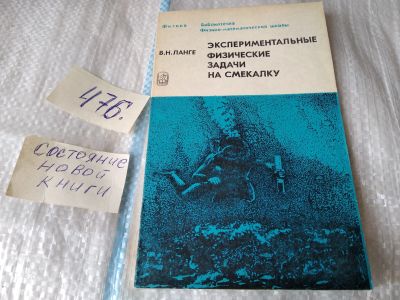 Физика
Библиотечка
Физико-математической школы
В.Н.ЛАНГЕ
ЭКСПЕРИМЕНТАЛЬНЫЕ
ФИЗИЧЕСКИЕ
ЗАДАЧИ
НА СМЕКАЛКУ
476.
СОСТОЯНИЕ
НОВОЙ
КНИГИ